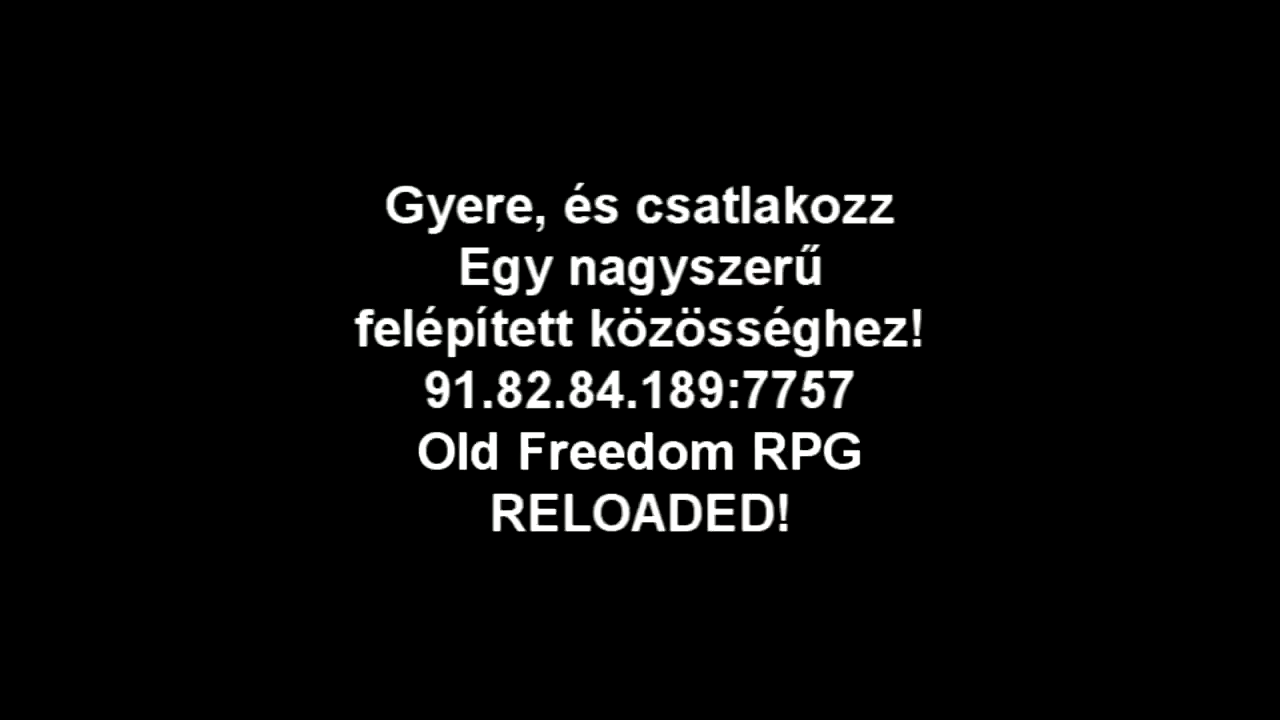 Gyere, és csatlakozz
Egy nagyszerű
felépített közösséghez!
91.82.84.189:7757
Old Freedom RPG
RELOADED!